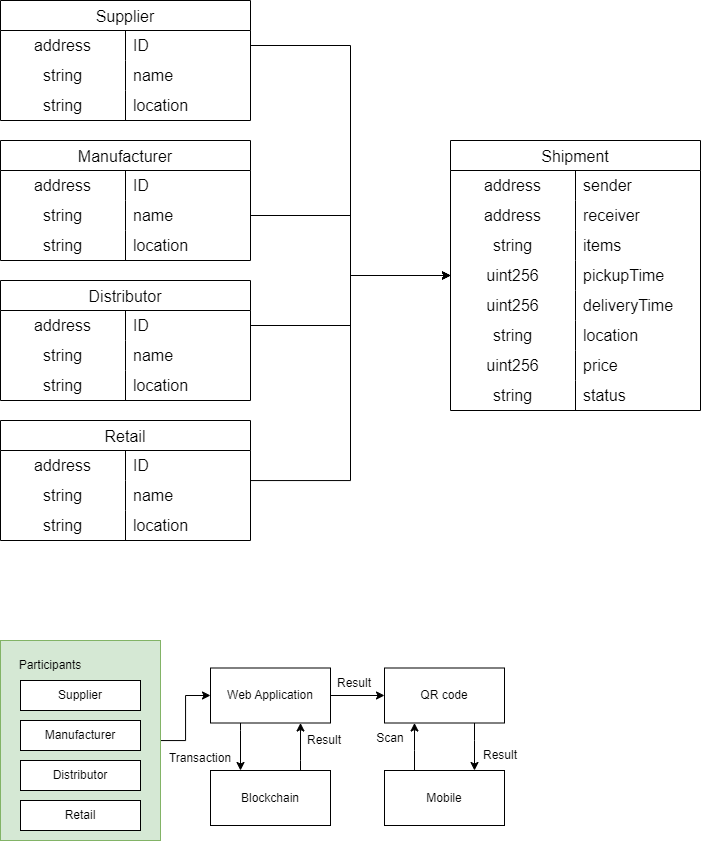 Supplier
address ID
string name
string location
Manufacturer
address ID
string name
string location
Distributor
address ID
string name
string location
Retail
address ID
string name
string location
Shipment
address sender
address receiver
string items
uint256 pickupTime
uint256 deliveryTime
string location
uint256 price
string status
Participants
Supplier
Manufacturer
Distributor
Retail
Web Application
Transaction
Result
Blockchain
Result
QR code
Scan
Result
Mobile